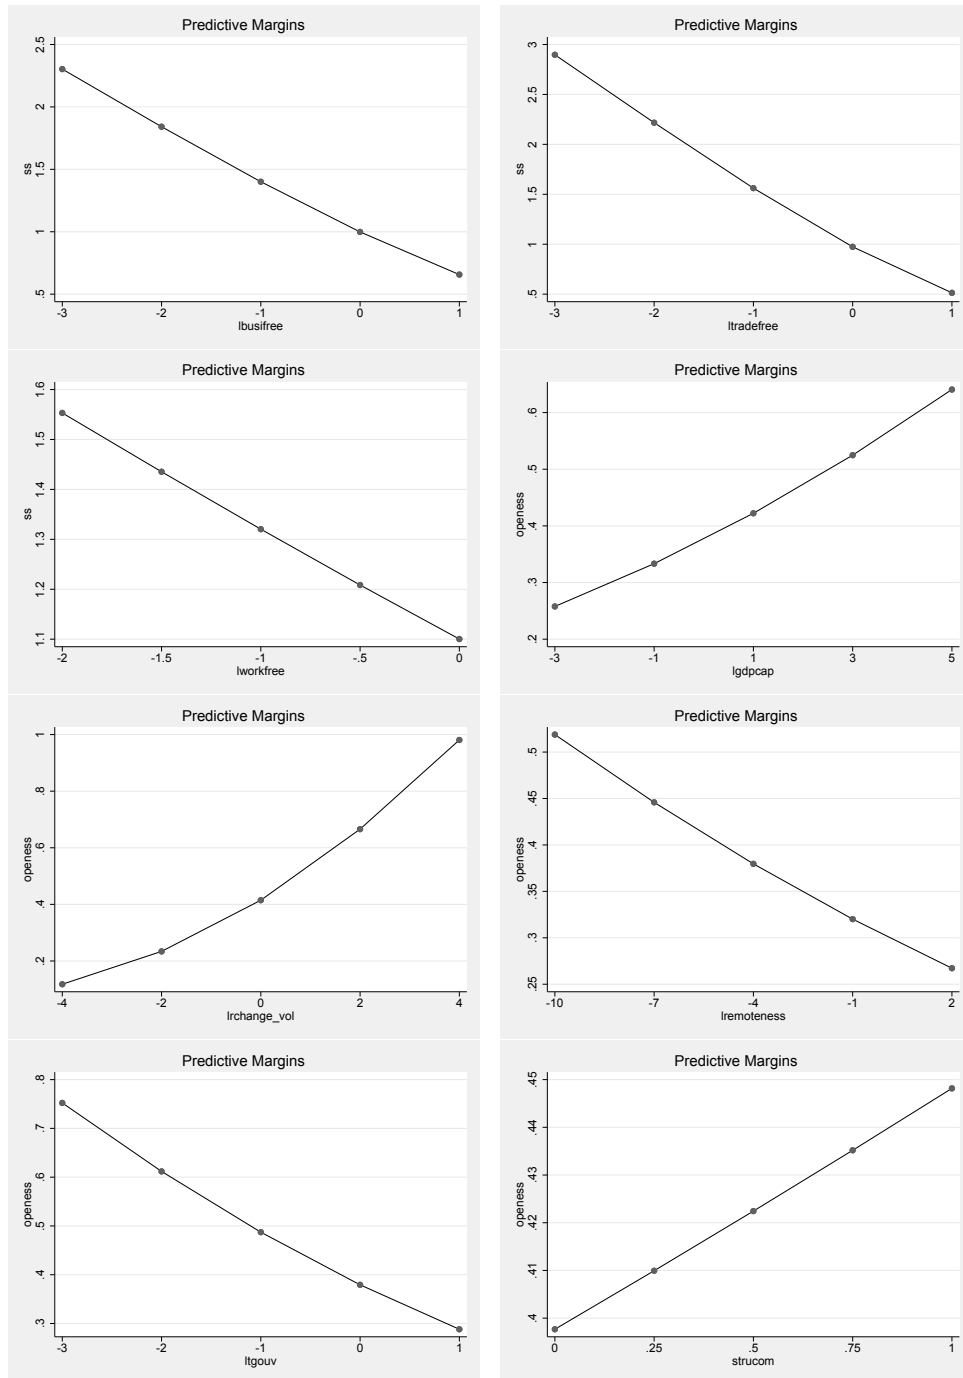 Predictive Margins
2.5
2
1.5
1
.5
ss
-3 -2 -1 0 1
lbusifree
Predictive Margins
3
2.5
2
1.5
1
.5
ss
-3 -2 -1 0 1
ltradefree
Predictive Margins
1.6
1.5
1.4
1.3
1.2
1.1
ss
-2 -1.5 -1 -.5 0
lworkfree
Predictive Margins
.6
.5
.4
.3
.2
openess
-3 -1 1 3 5
lgdpcap
Predictive Margins
1
.8
.6
.4
.2
openess
-4 -2 0 2 4
lrchange_vol
Predictive Margins
.5
.45
.4
.35
.3
.25
openess
-10 -7 -4 -1 2
lremoteness
Predictive Margins
.8
.7
.6
.5
.4
.3
openess
-3 -2 -1 0 1
ltgouv
Predictive Margins
.45
.44
.43
.42
.41
.4
openess
0 .25 .5 .75 1
strucom